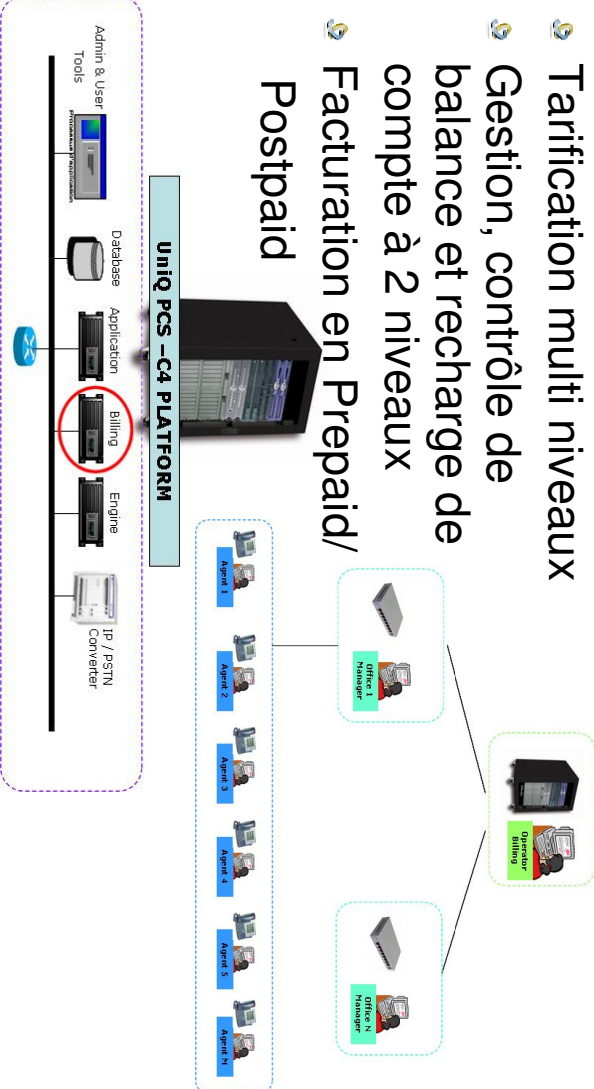 Tarification multi niveaux
Gestion, contrôle de
balance et recharge de
compte à 2 niveaux
Facturation en Prepaid/
Postpaid
Operator
Billing
Office 1
Manager
Office N
Manager
Agent 1
Agent 2
Agent 3
Agent 4
Agent 5
Agent M
UniQ PCS –C4 PLATFORM
Admin & User
Tools
Processus d'application
Database
Application
Billing
Engine
IP / PSTN
Converter